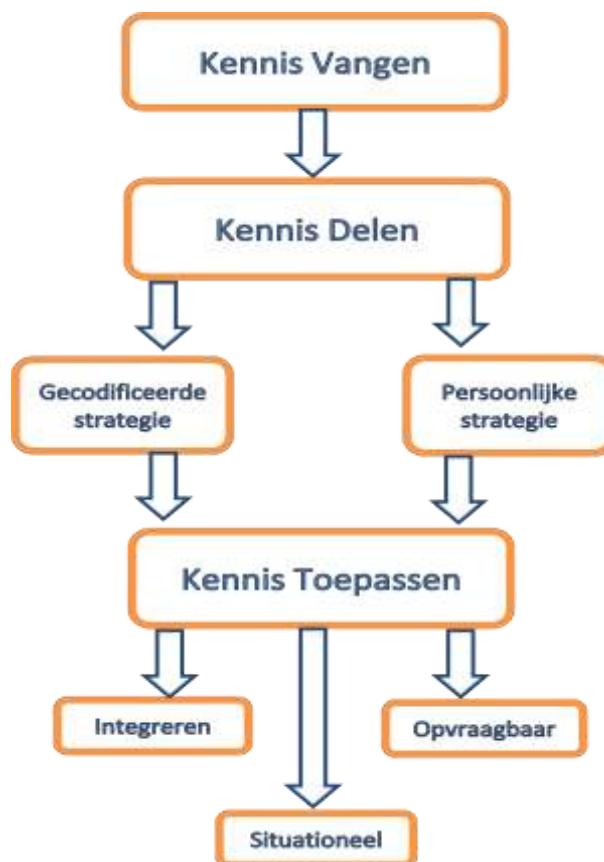 Kennis Vangen
Kennis Delen
Gecodificeerde
strategie
Persoonlijke
strategie
Kennis Toepassen
Integreren
Opvraagbaar
Situationeel